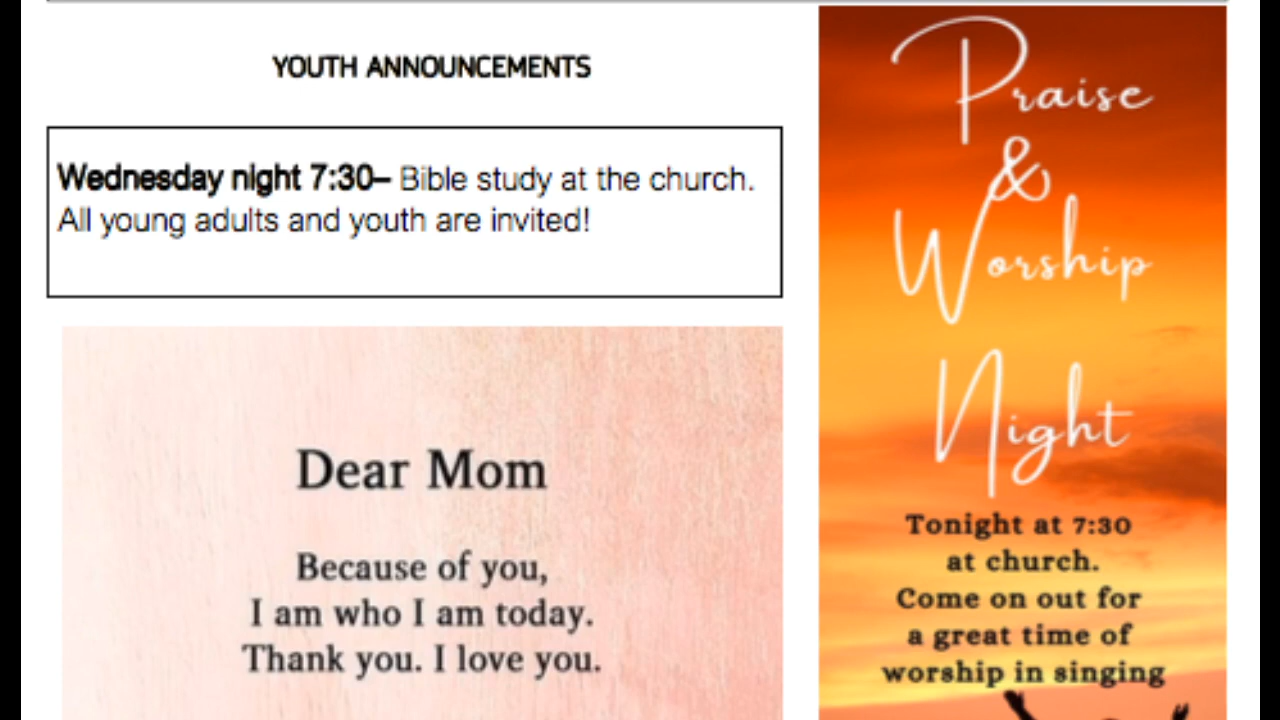 YOUTH ANNOUNCEMENTS
Wednesday night 7:30– Bible study at the church.
All young adults and youth are invited!
Dear Mom
Because of you,
I am who I am today.
Thank you. I love you.
Praise
&
Worship
Night
Tonight at 7:30
at church.
Come on out for
a great time of
worship in singing